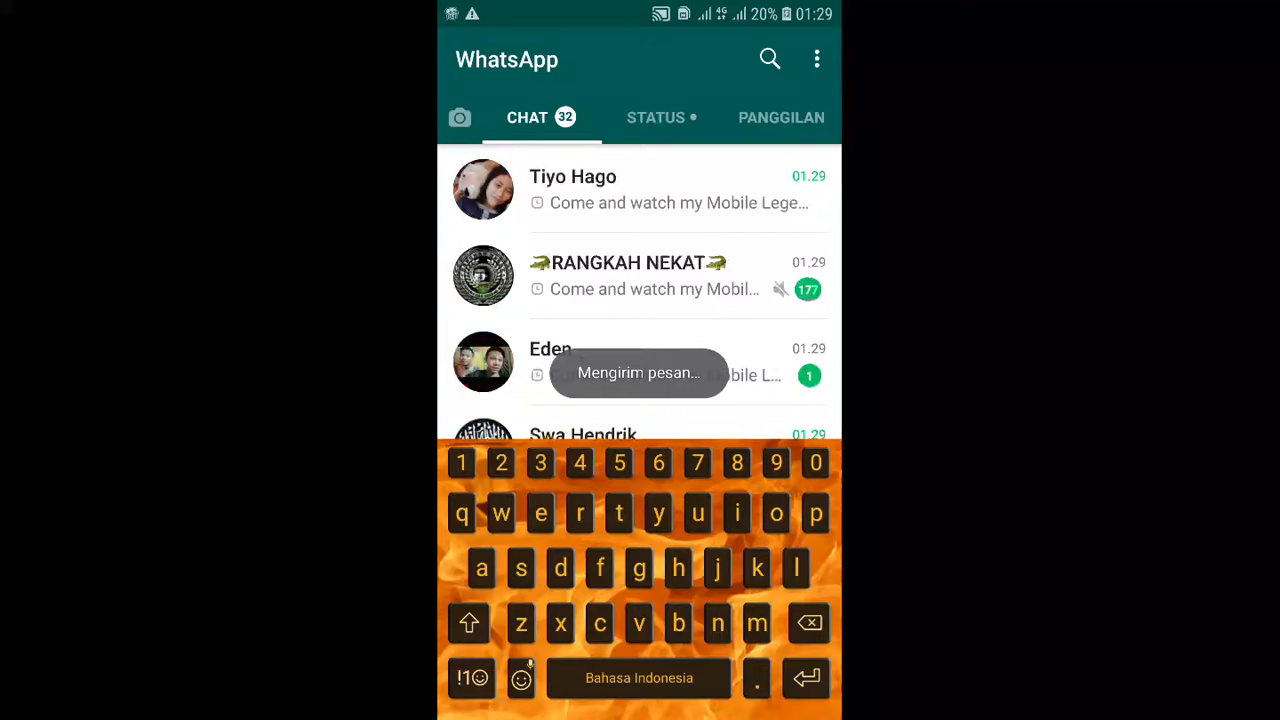 20% 01:29
WhatsApp
CHAT 32 STATUS PANGGILAN
Tiyo Hago 01.29
Come and watch my Mobile Lege...
🐊RANGKAH NEKAT🐊 01.29
Come and watch my Mobil... 177
Eden 01.29
Mengirim pesan...
Mobile L... 1
Swa Hendrik 01.29
1 2 3 4 5 6 7 8 9 0
q w e r t y u i o p
a s d f g h j k l
z x c v b n m
!1☺ Bahasa Indonesia .